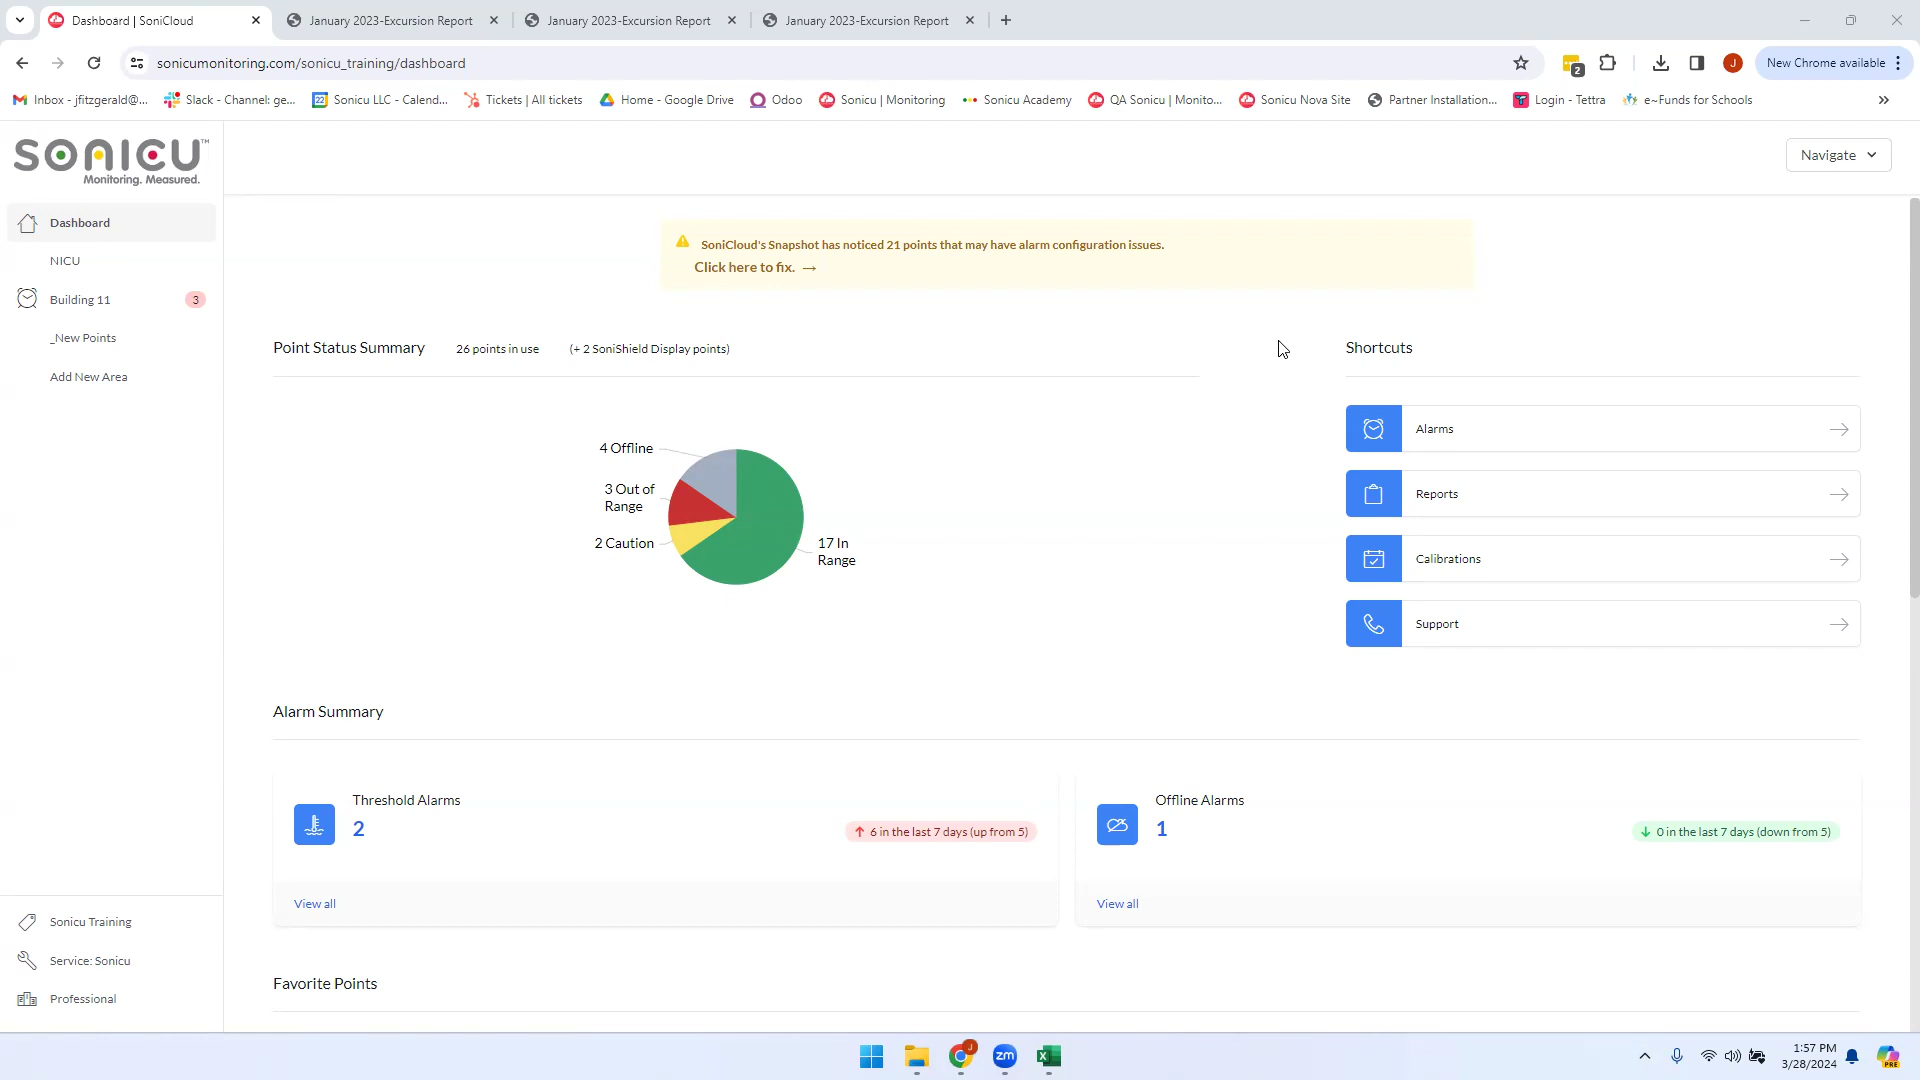 Dashboard | SoniCloud
January 2023-Excursion Report
January 2023-Excursion Report
January 2023-Excursion Report
sonicumonitoring.com/sonicu_training/dashboard
2
J
New Chrome available
Inbox - jfitzgerald@...
Slack - Channel: ge...
22
Sonicu LLC - Calend...
Tickets | All tickets
Home - Google Drive
Odoo
Sonicu | Monitoring
Sonicu Academy
QA Sonicu | Monito...
Sonicu Nova Site
Partner Installation...
Login - Tettra
e~Funds for Schools
SONICU™
Monitoring. Measured.
Navigate
Dashboard
NICU
Building 11
3
_New Points
Add New Area
SoniCloud's Snapshot has noticed 21 points that may have alarm configuration issues.
Click here to fix. →
Point Status Summary
26 points in use
(+ 2 SoniShield Display points)
4 Offline
3 Out of
Range
2 Caution
17 In
Range
Shortcuts
Alarms
Reports
Calibrations
Support
Alarm Summary
Threshold Alarms
2
6 in the last 7 days (up from 5)
View all
Offline Alarms
1
0 in the last 7 days (down from 5)
View all
Favorite Points
Sonicu Training
Service: Sonicu
Professional
J
zm
X
1:57 PM
3/28/2024
PRE